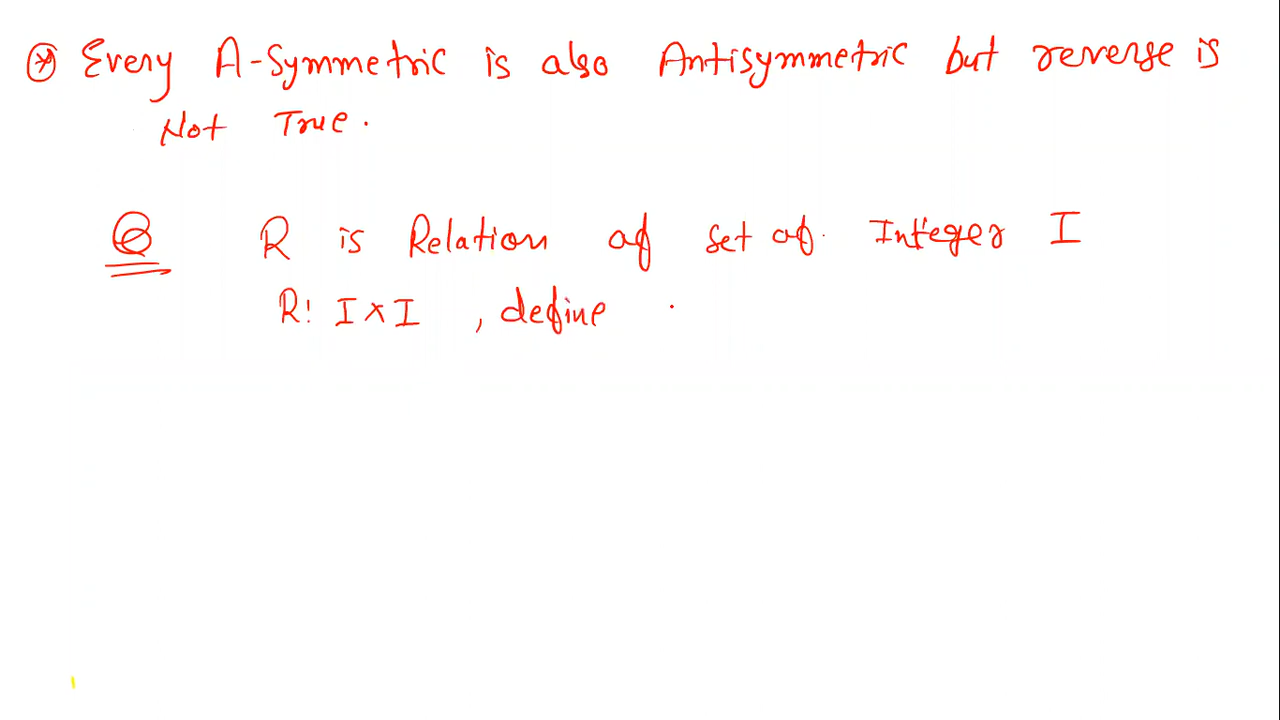 * Every A-Symmetric is also Antisymmetric but reverse is
Not True.
Q R is Relation of set of Integer I
R: I × I , define